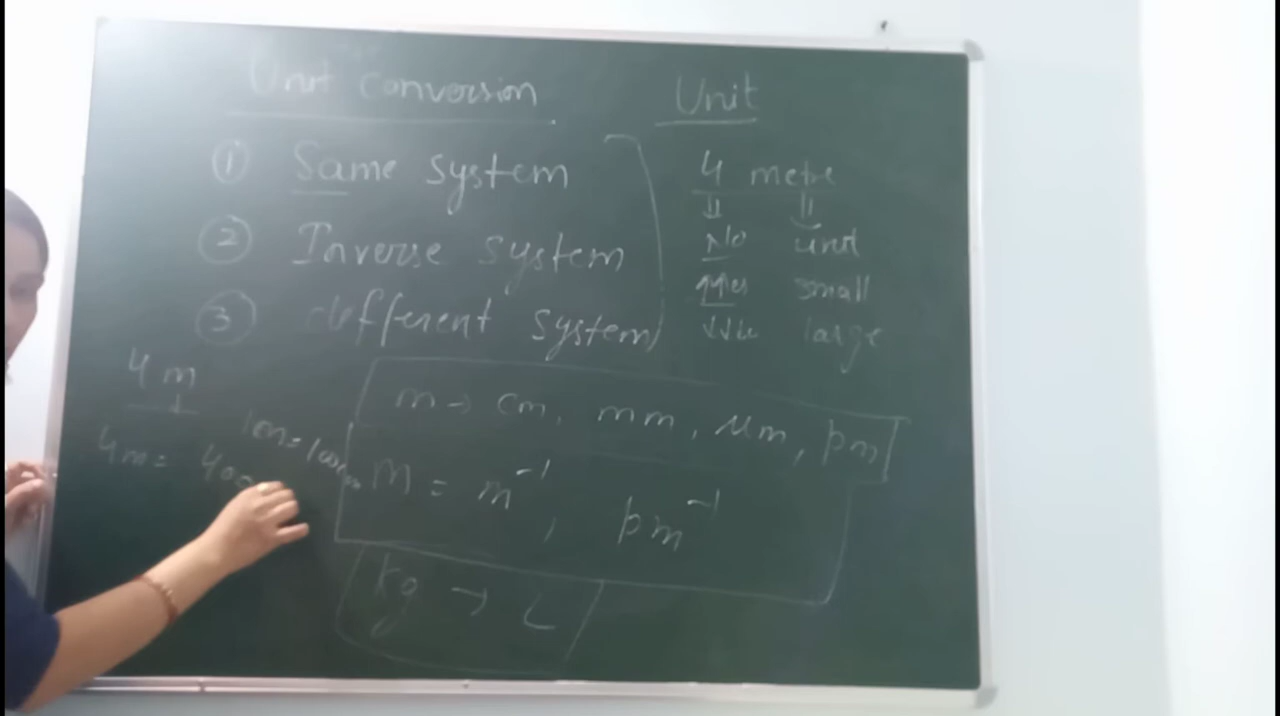 Unit conversion
① Same system
② Inverse system
③ defferent system
Unit
4 metre
⇓ ⇓
No unit
small
large
4 m
↓
1m = 100cm
4m = 400
m → cm, mm, μm, pm
m = m⁻¹, pm⁻¹
kg → L